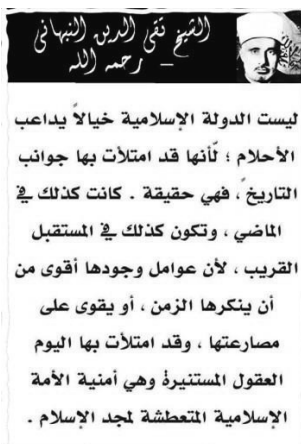 الشيخ تقي الدين النبهاني
– رحمه الله
ليست الدولة الإسلامية خيالاً يداعب
الأحلام ؛ لأنها قد امتلأت بها جوانب
التاريخ ، فهي حقيقة . كانت كذلك في
الماضي ، وتكون كذلك في المستقبل
القريب ، لأن عوامل وجودها أقوى من
أن ينكرها الزمن ، أو يقوى على
مصارعتها ، وقد امتلأت بها اليوم
العقول المستنيرة وهي أمنية الأمة
الإسلامية المتعطشة لمجد الإسلام .